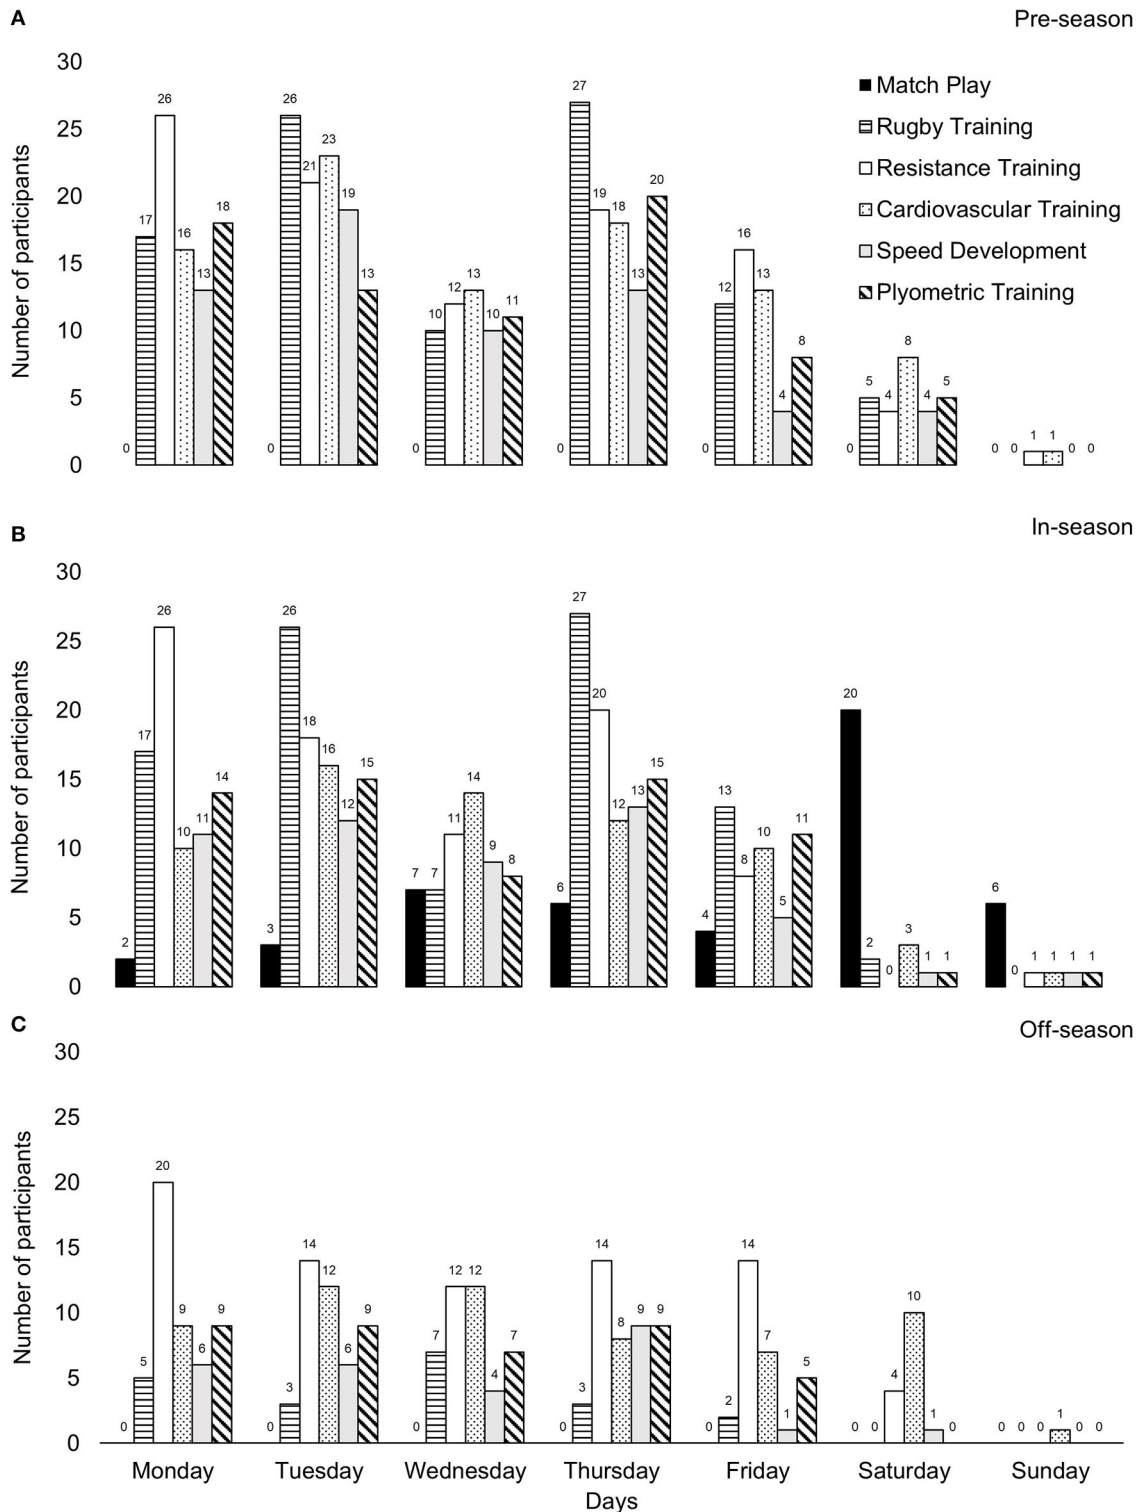 A
Pre-season
Number of participants
30
25
20
15
10
5
0
Match Play
Rugby Training
Resistance Training
Cardiovascular Training
Speed Development
Plyometric Training
0 17 26 16 13 18
0 26 21 23 19 13
0 10 12 13 10 11
0 27 19 18 13 20
0 12 16 13 4 8
0 5 4 8 4 5
0 0 1 1 0 0
B
In-season
Number of participants
30
25
20
15
10
5
0
2 17 26 10 11 14
3 26 18 16 12 15
7 7 11 14 9 8
6 27 20 12 13 15
4 13 8 10 5 11
20 2 0 3 1 1
6 0 1 1 1 1
C
Off-season
Number of participants
30
25
20
15
10
5
0
0 5 20 9 6 9
0 3 14 12 6 9
0 7 12 12 4 7
0 3 14 8 9 9
0 2 14 7 1 5
0 0 4 10 1 0
0 0 0 1 0 0
Monday Tuesday Wednesday Thursday Friday Saturday Sunday
Days